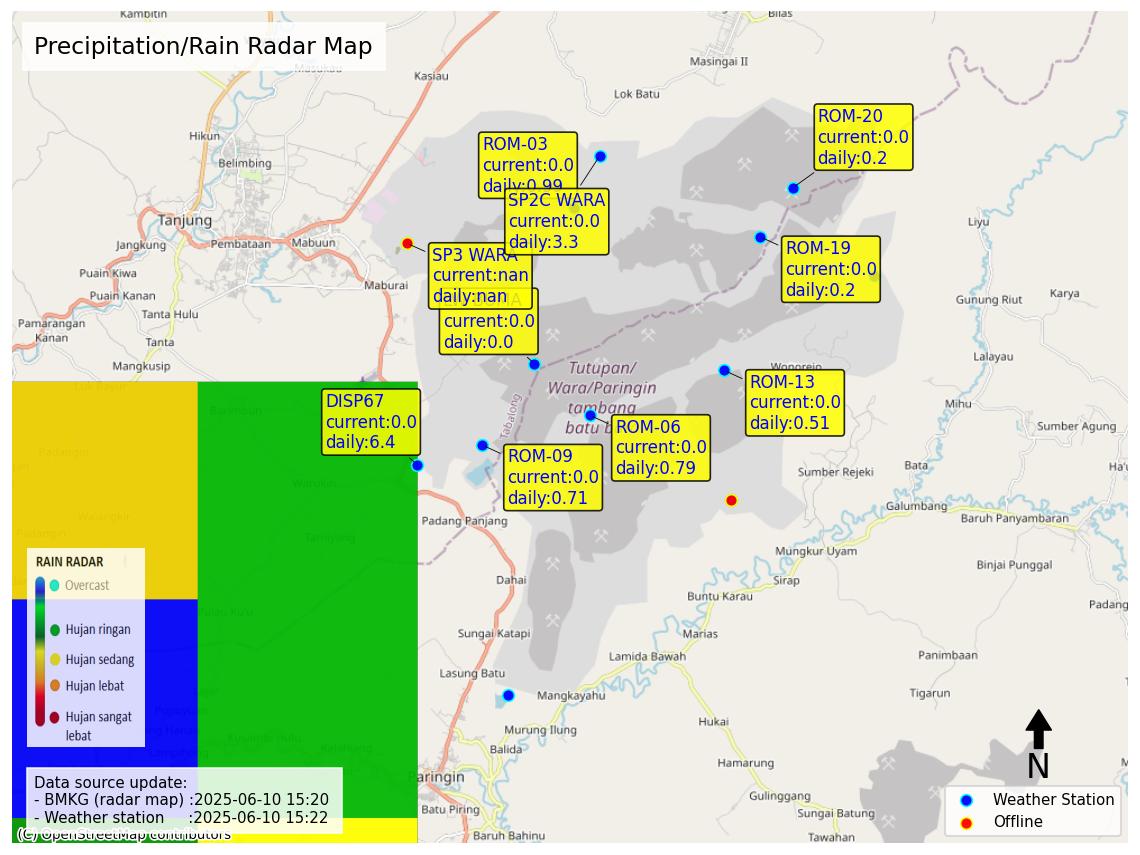 Precipitation/Rain Radar Map
Kambitin
Bilas
Masingai II
Kasiau
Lok Batu
Hikun
Belimbing
Tanjung
Jangkung
Pembataan
Mabuun
Puain Kiwa
Maburai
Puain Kanan
Tanta Hulu
Pamarangan
Kanan
Tanta
Mangkusip
ROM-03
current:0.0
daily:0.99
SP2C WARA
current:0.0
daily:3.3
ROM-20
current:0.0
daily:0.2
SP3 WARA
current:nan
daily:nan
current:0.0
daily:0.0
ROM-19
current:0.0
daily:0.2
Liyu
Gunung Riut
Karya
Lalayau
Mihu
Sumber Agung
Wonorejo
Tutupan/
Wara/Paringin
tambang
batu b
Tabalong
DISP67
current:0.0
daily:6.4
ROM-13
current:0.0
daily:0.51
ROM-06
current:0.0
daily:0.79
ROM-09
current:0.0
daily:0.71
Sumber Rejeki
Bata
Ha'u
Galumbang
Baruh Panyambaran
Padang Panjang
Mungkur Uyam
Binjai Punggal
Dahai
Sirap
Buntu Karau
Padang
Sungai Katapi
Marias
Lamida Bawah
Panimbaan
Lasung Batu
Mangkayahu
Tigarun
Murung Ilung
Hukai
Balida
Hamarung
Paringin
Gulinggang
Batu Piring
Sungai Batung
Baruh Bahinu
Tawahan
RAIN RADAR
Overcast
Hujan ringan
Hujan sedang
Hujan lebat
Hujan sangat
lebat
Data source update:
- BMKG (radar map) :2025-06-10 15:20
- Weather station :2025-06-10 15:22
(C) OpenStreetMap contributors
N
Weather Station
Offline